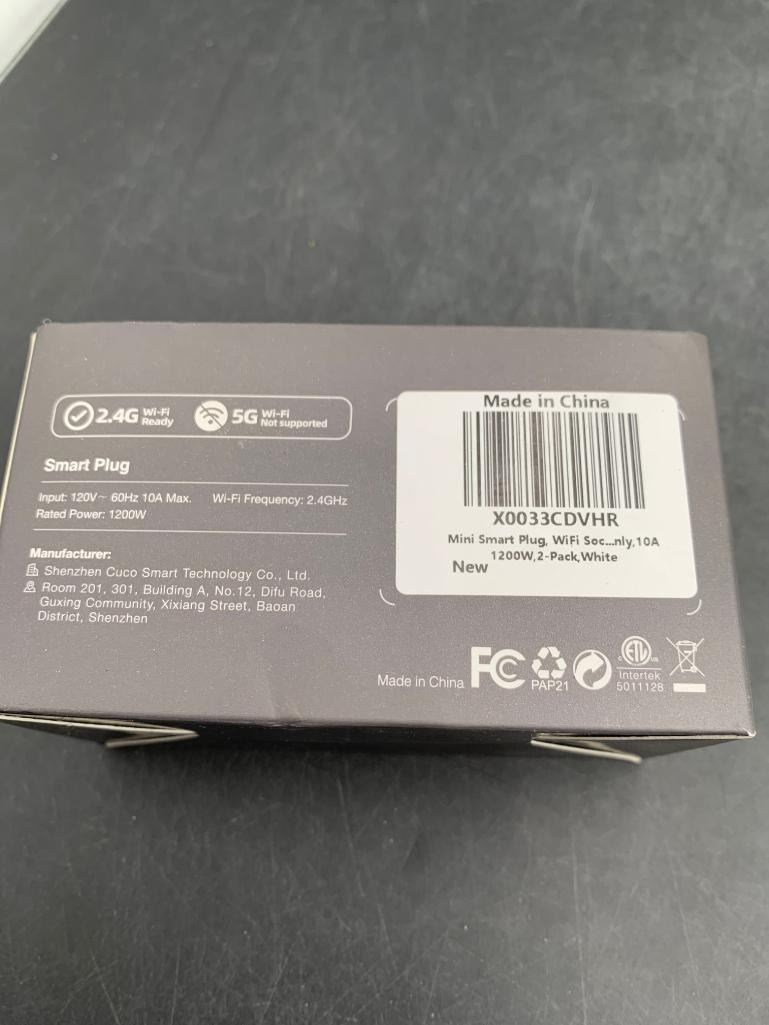 2.4G Wi-Fi Ready 5G Wi-Fi Not supported
Smart Plug
Input: 120V~ 60Hz 10A Max. Wi-Fi Frequency: 2.4GHz
Rated Power: 1200W
Manufacturer:
Shenzhen Cuco Smart Technology Co., Ltd.
Room 201, 301, Building A, No.12, Difu Road,
Guxing Community, Xixiang Street, Baoan
District, Shenzhen
Made in China
X0033CDVHR
Mini Smart Plug, WiFi Soc...nly,10A
1200W,2-Pack,White
New
Made in China
FC
PAP21
ETL
Intertek
5011128